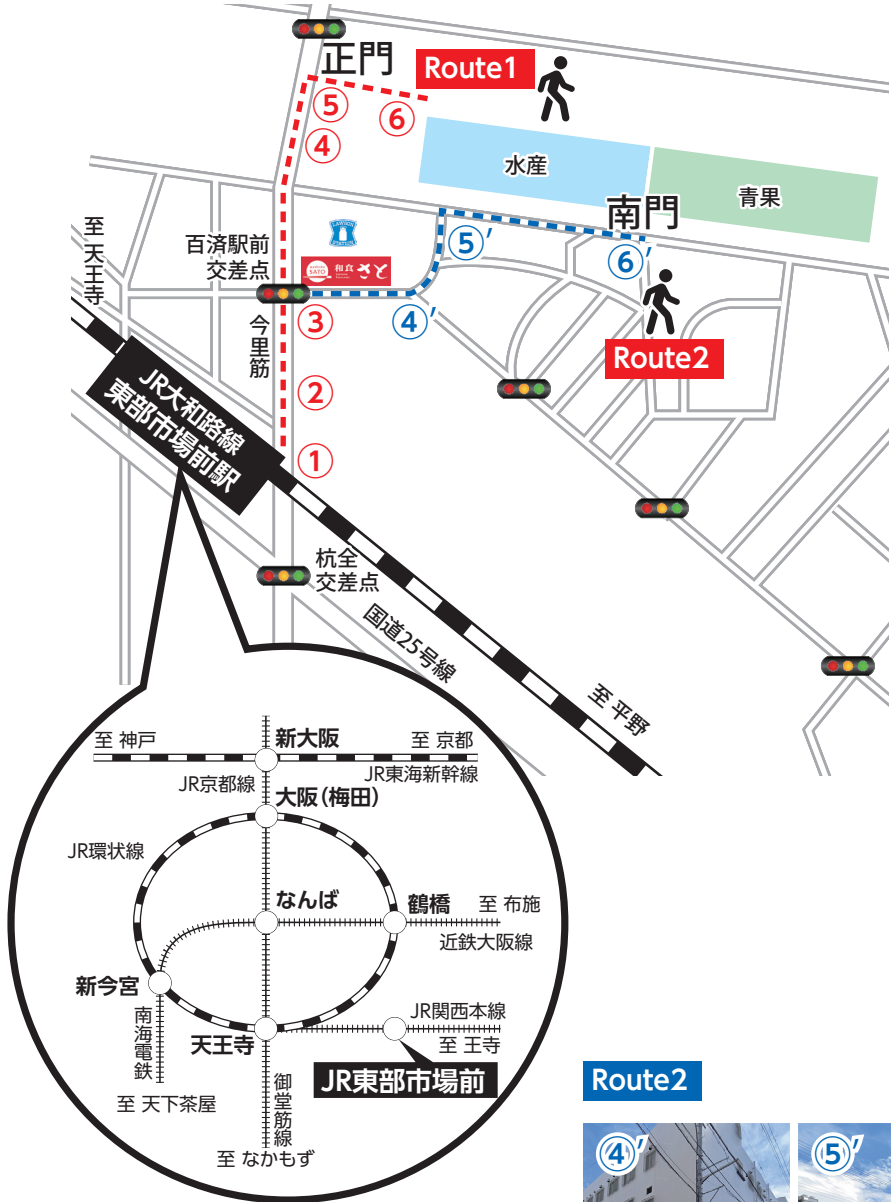 正門
Route1
⑤
⑥
④
水産
青果
南門
至 天王寺
百済駅前
交差点
LAWSON
STATION
SATO
和食 さと
⑤'
⑥'
③
④'
今里筋
②
Route2
JR大和路線
東部市場前駅
①
杭全
交差点
国道25号線
至 平野
至 神戸
新大阪
至 京都
JR京都線
JR東海新幹線
大阪(梅田)
JR環状線
なんば
鶴橋
至 布施
近鉄大阪線
新今宮
南海電鉄
JR関西本線
天王寺
至 王寺
JR東部市場前
御堂筋線
至 天下茶屋
至 なかもず
Route2
④'
⑤'